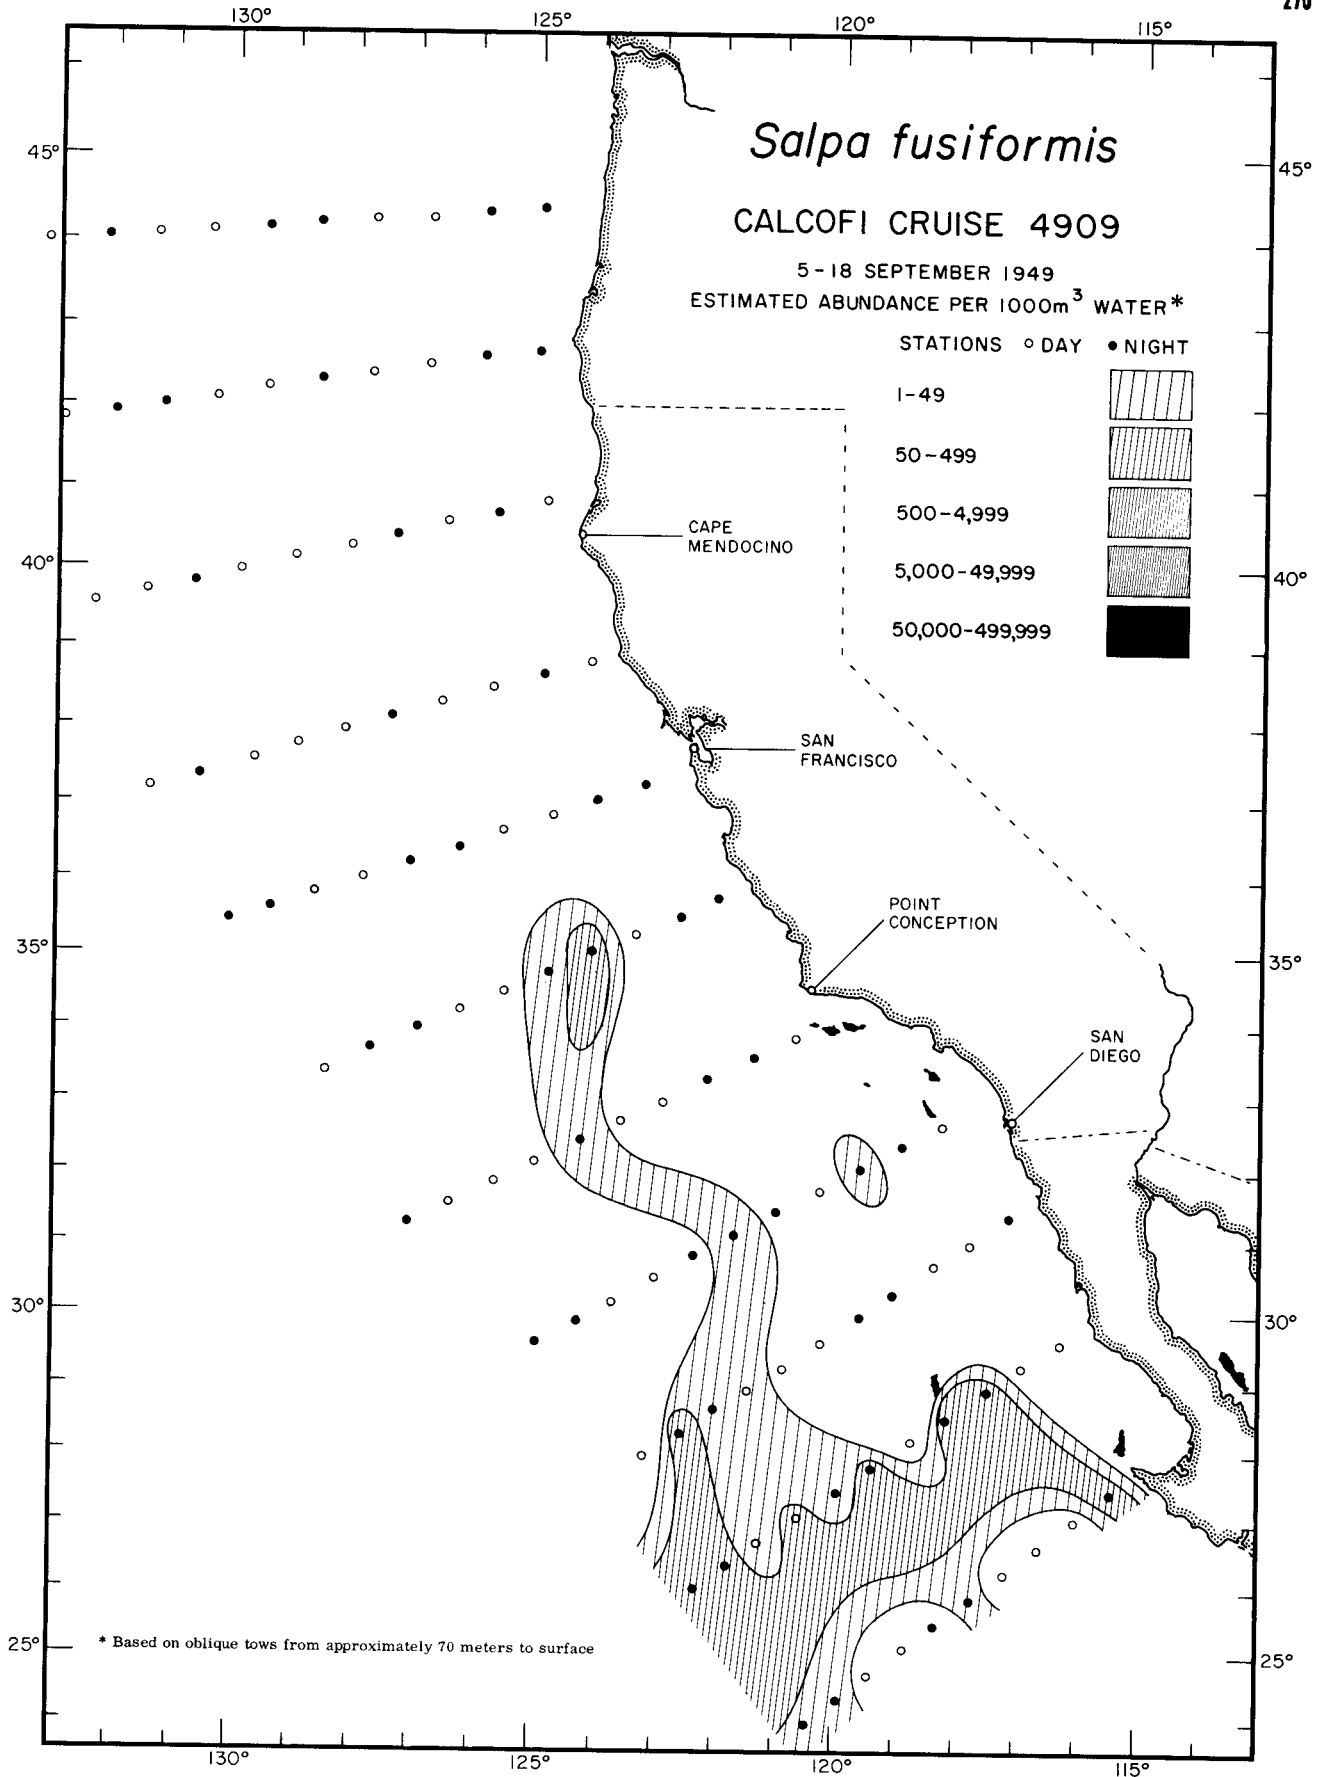 270
130°
125°
120°
115°
45°
45°
Salpa fusiformis
CALCOFI CRUISE 4909
5-18 SEPTEMBER 1949
ESTIMATED ABUNDANCE PER 1000m³ WATER*
STATIONS ○ DAY ● NIGHT
1-49
50-499
500-4,999
5,000-49,999
50,000-499,999
CAPE
MENDOCINO
40°
40°
SAN
FRANCISCO
POINT
CONCEPTION
35°
35°
SAN
DIEGO
30°
30°
* Based on oblique tows from approximately 70 meters to surface
25°
25°
130°
125°
120°
115°